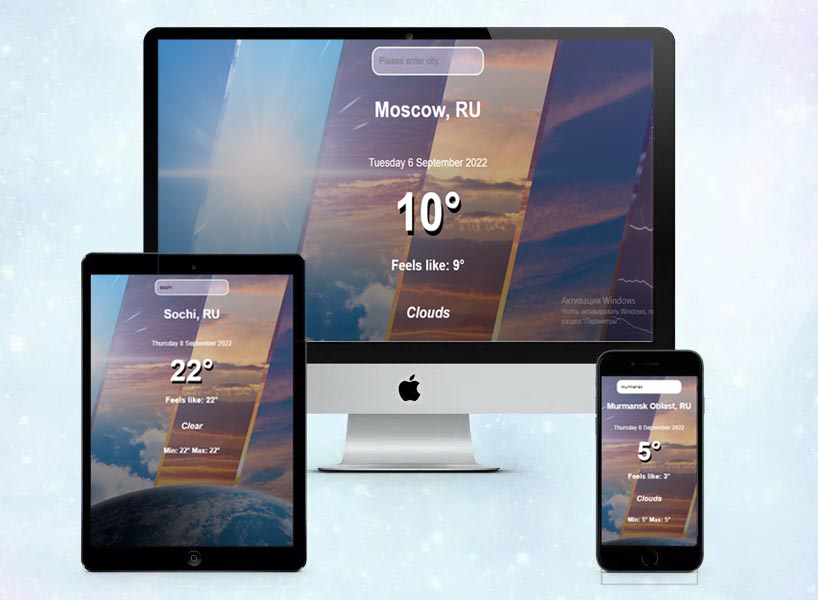 Please enter city...
Moscow, RU
Tuesday 6 September 2022
10°
Feels like: 9°
Clouds
Активация Windows
Чтобы активировать Windows,
раздел "Параметры".
sochi
Sochi, RU
Thursday 8 September 2022
22°
Feels like: 22°
Clear
Min: 22° Max: 22°
murmansk
Murmansk Oblast, RU
Thursday 8 September 2022
5°
Feels like: 3°
Clouds
Min: 5° Max: 5°